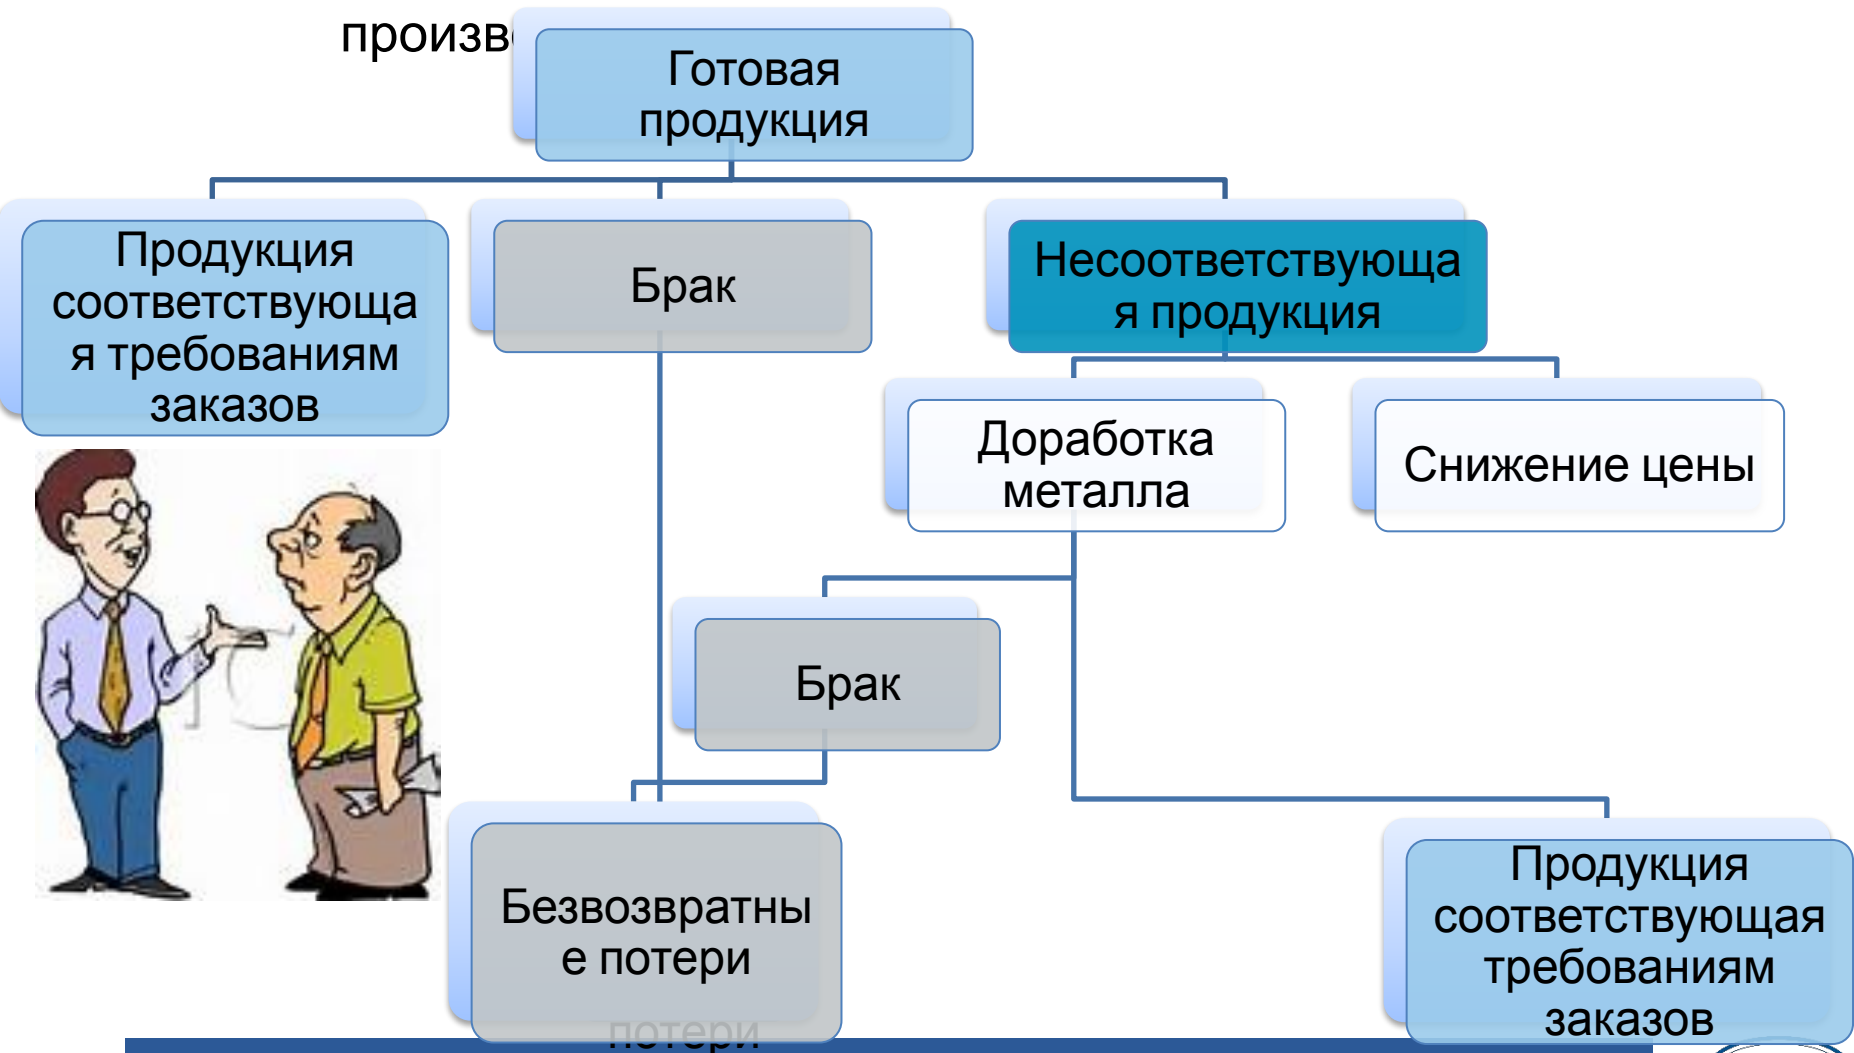 Готовая
продукция
Продукция
соответствующа
я требованиям
заказов
Брак
Несоответствующа
я продукция
Доработка
металла
Снижение цены
Брак
Безвозвратны
е потери
потери
Продукция
соответствующая
требованиям
заказов